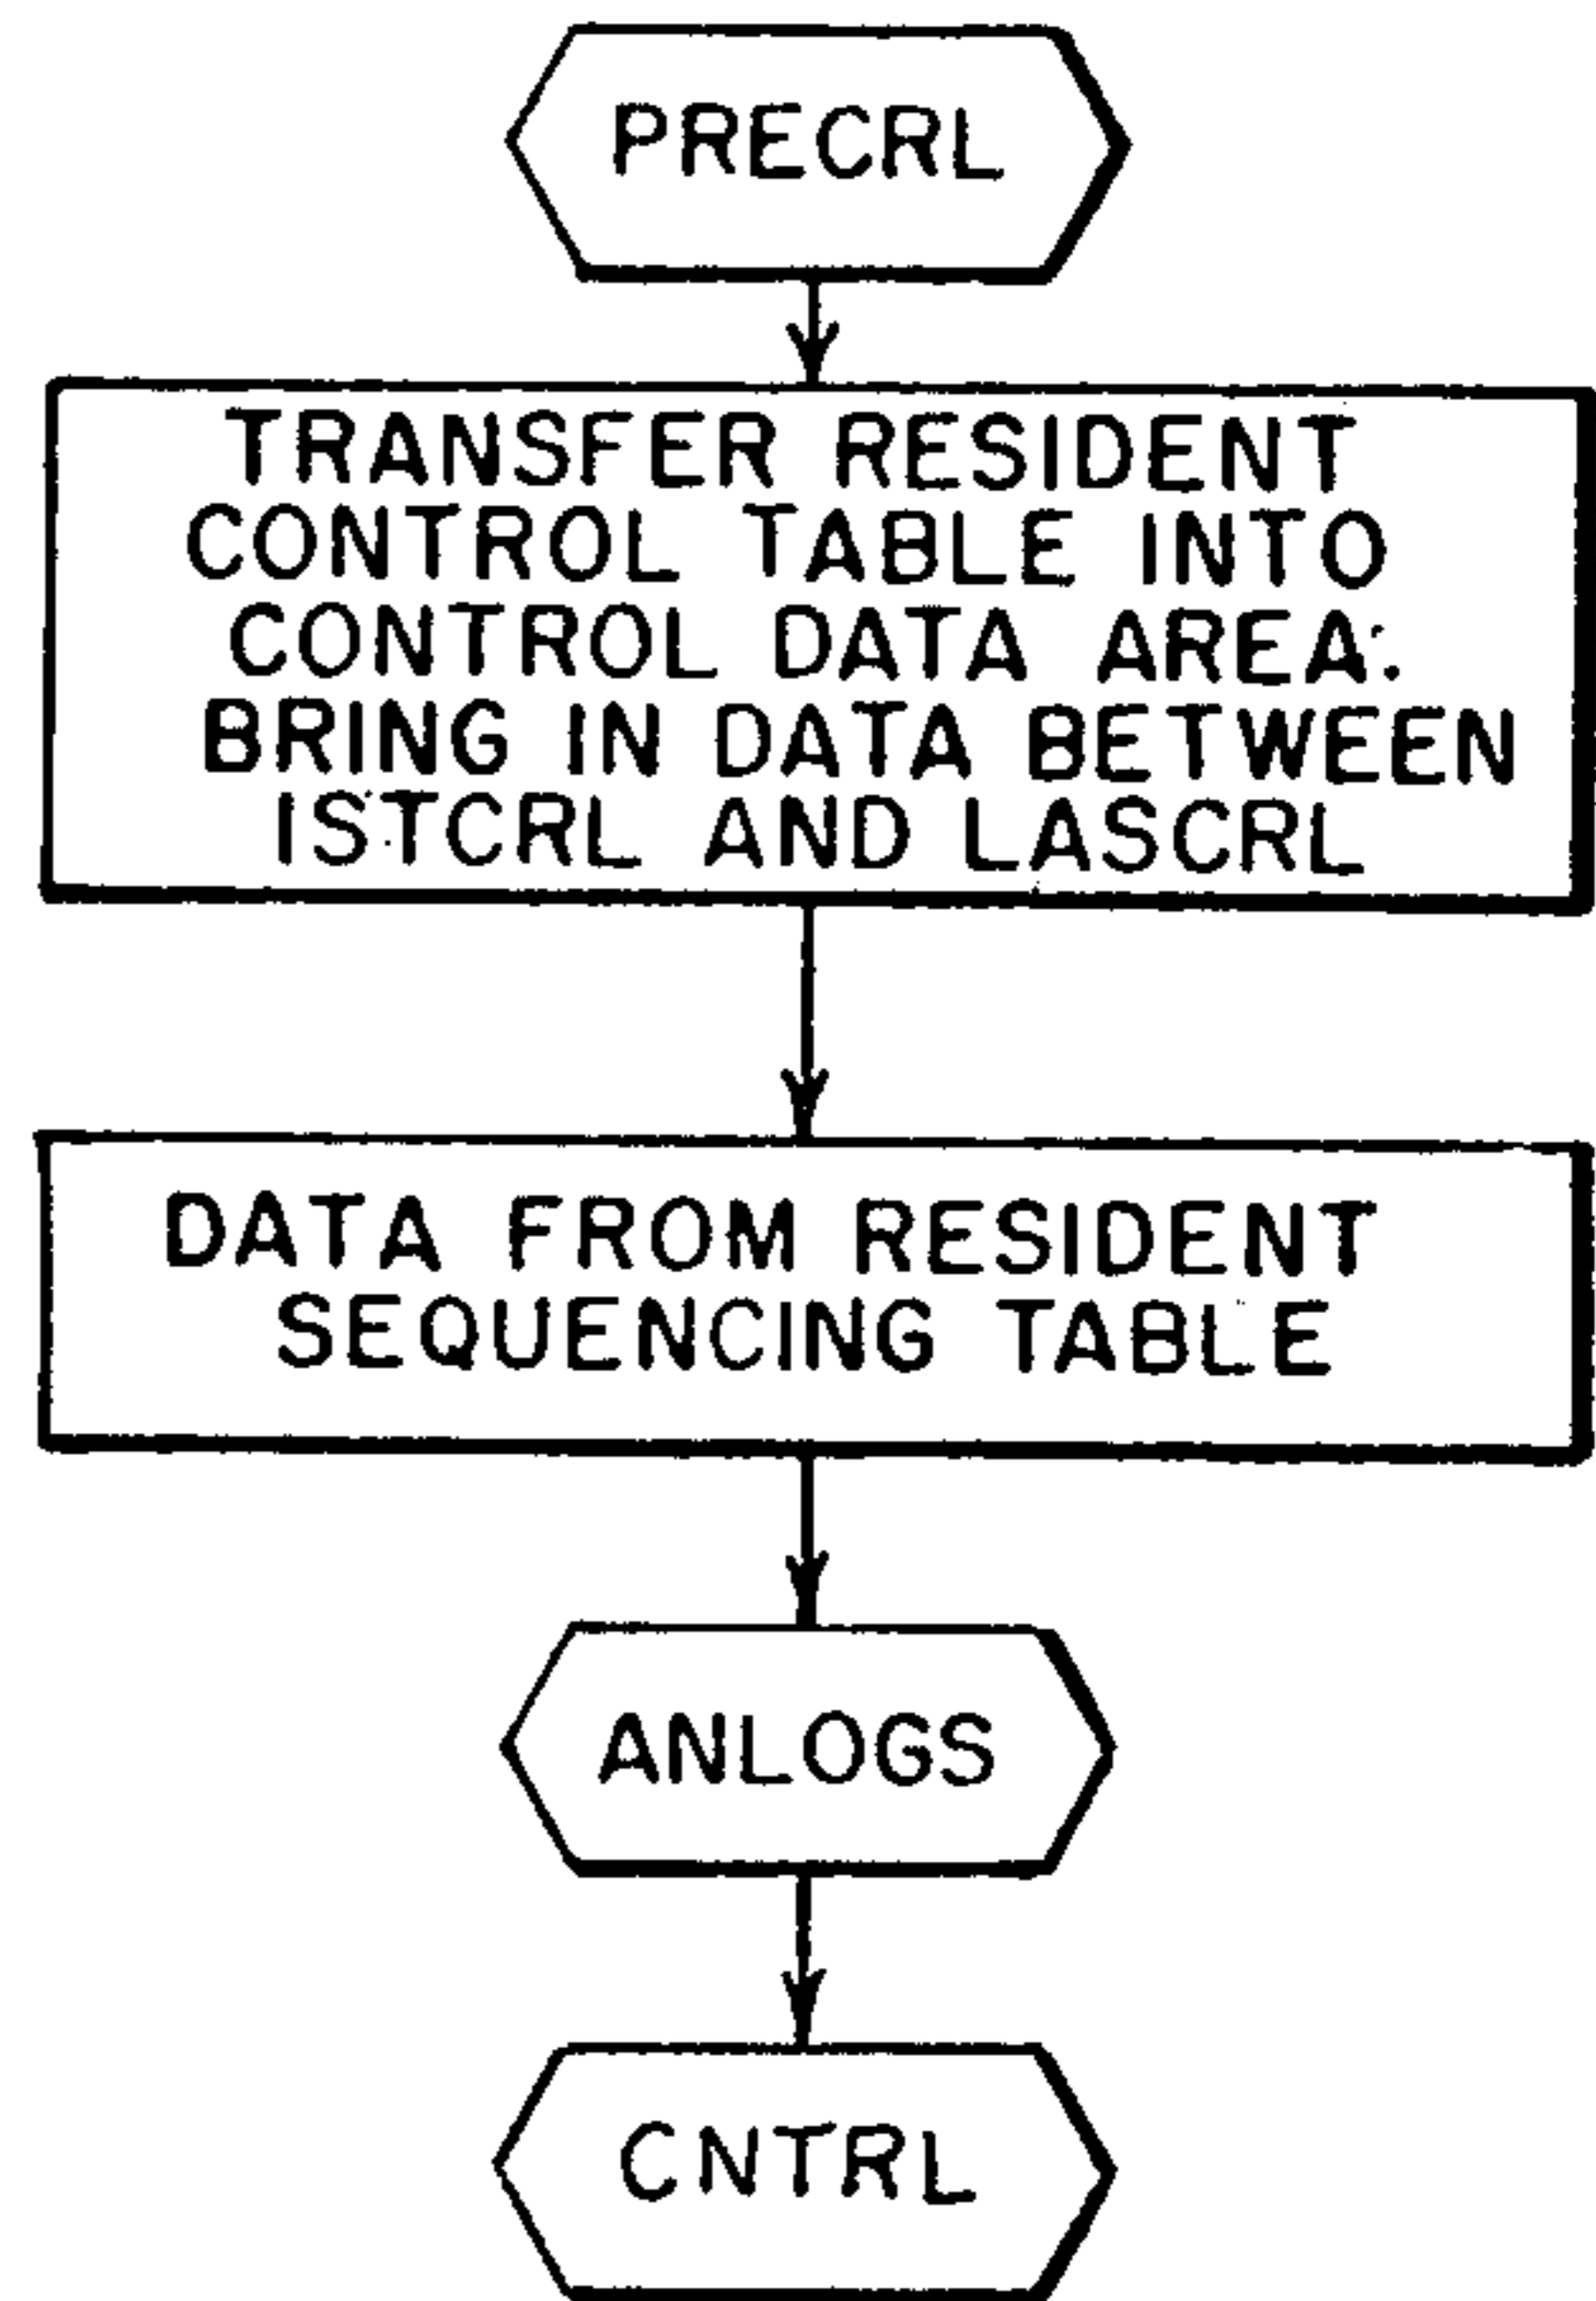 PRECRL
TRANSFER RESIDENT
CONTROL TABLE INTO
CONTROL DATA AREA:
BRING IN DATA BETWEEN
ISTCRL AND LASCRL
DATA FROM RESIDENT
SEQUENCING TABLE
ANLOGS
CNTRL